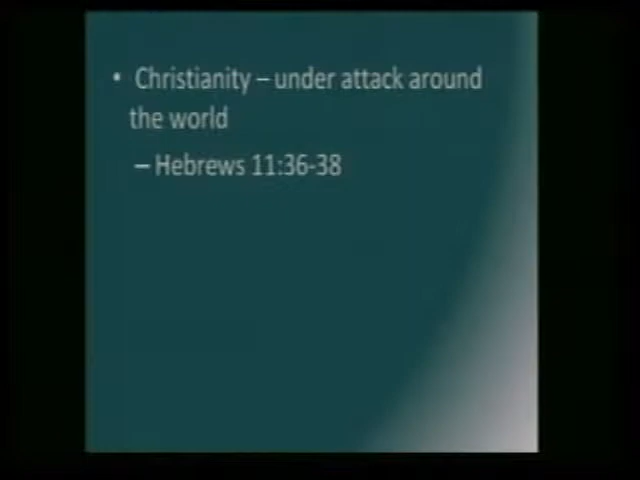 • Christianity – under attack around
the world
– Hebrews 11:36-38